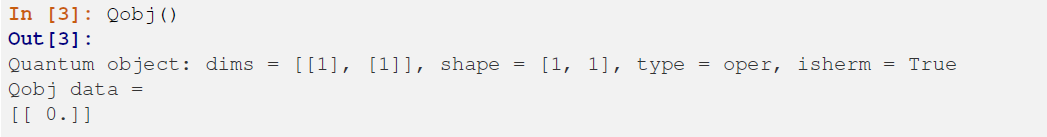 In [3]: Qobj()
Out[3]:
Quantum object: dims = [[1], [1]], shape = [1, 1], type = oper, isherm = True
Qobj data =
[[ 0.]]